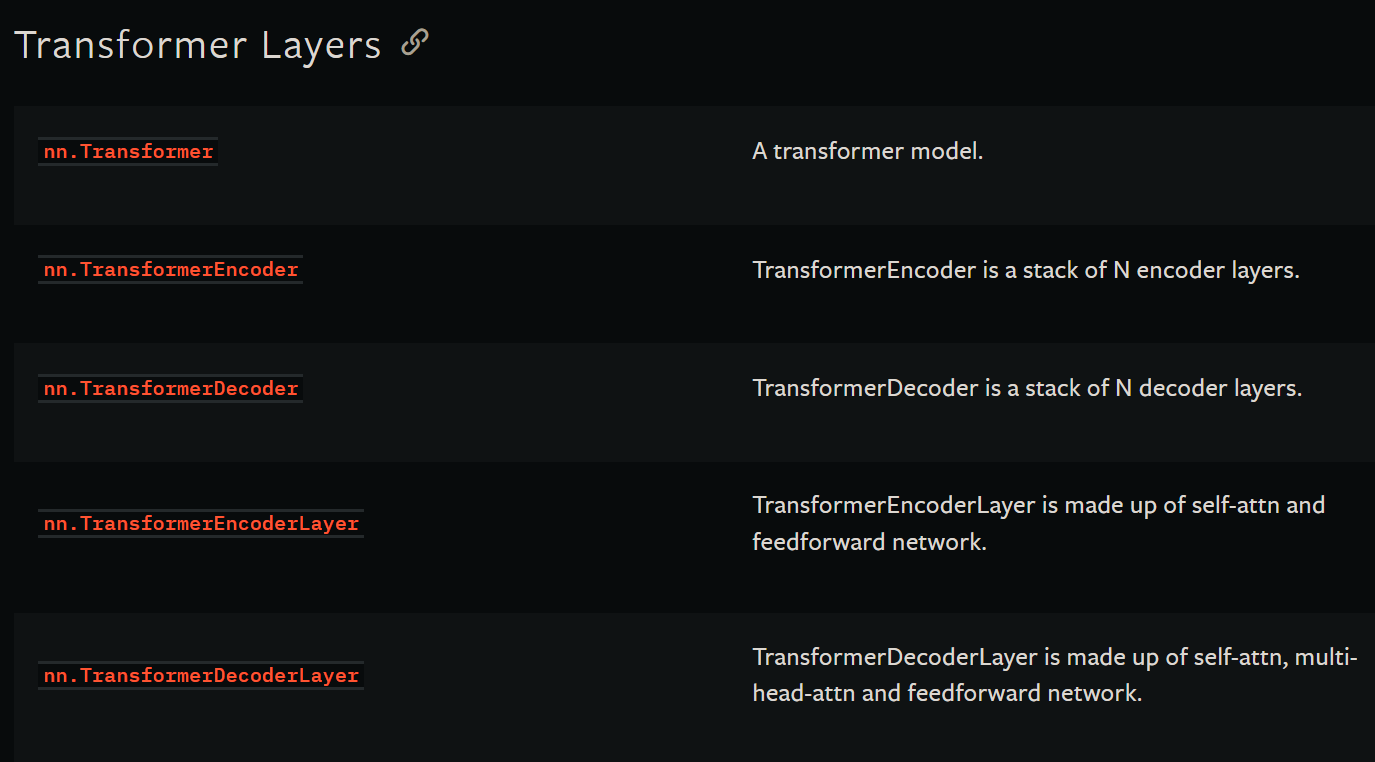 Transformer Layers
nn.Transformer
A transformer model.
nn.TransformerEncoder
TransformerEncoder is a stack of N encoder layers.
nn.TransformerDecoder
TransformerDecoder is a stack of N decoder layers.
nn.TransformerEncoderLayer
TransformerEncoderLayer is made up of self-attn and
feedforward network.
nn.TransformerDecoderLayer
TransformerDecoderLayer is made up of self-attn, multi-
head-attn and feedforward network.